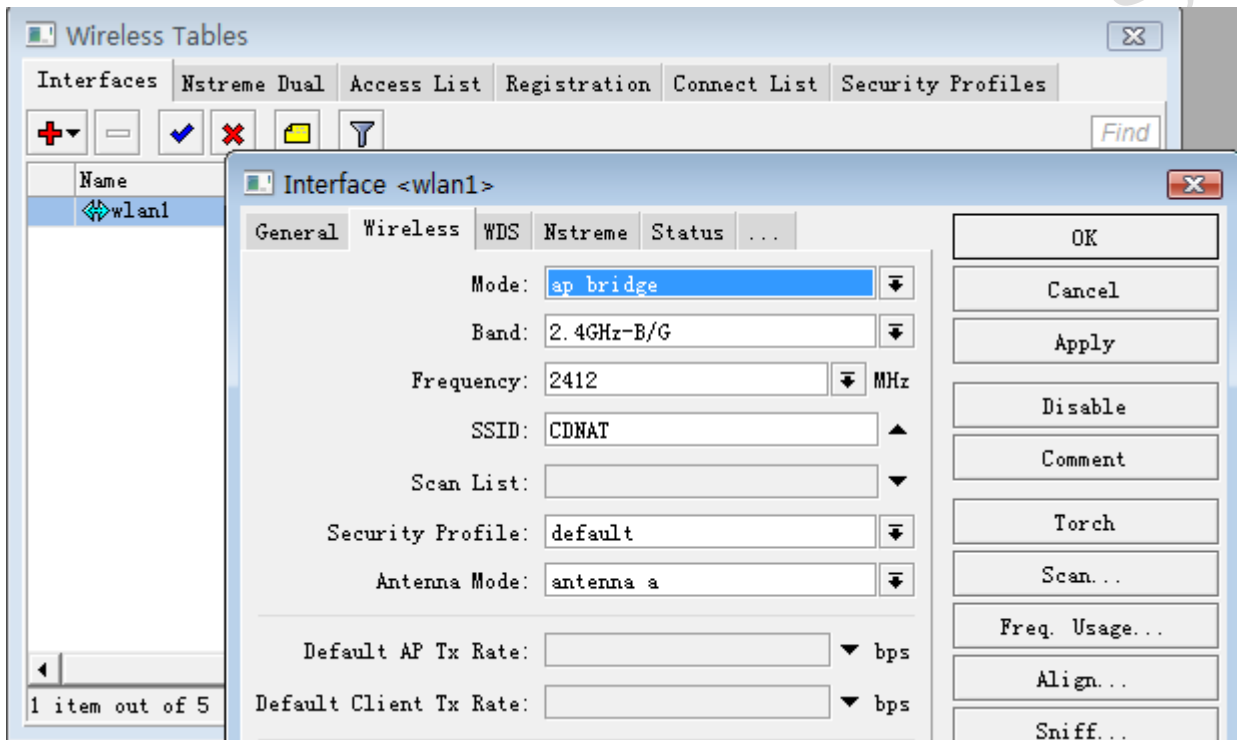 Wireless Tables
Interfaces Nstreme Dual Access List Registration Connect List Security Profiles
Find
Name
wlan1
Interface <wlan1>
General Wireless WDS Nstreme Status ...
Mode: ap bridge
Band: 2.4GHz-B/G
Frequency: 2412 MHz
SSID: CDNAT
Scan List:
Security Profile: default
Antenna Mode: antenna a
Default AP Tx Rate: bps
Default Client Tx Rate: bps
OK
Cancel
Apply
Disable
Comment
Torch
Scan...
Freq. Usage...
Align...
Sniff...
1 item out of 5